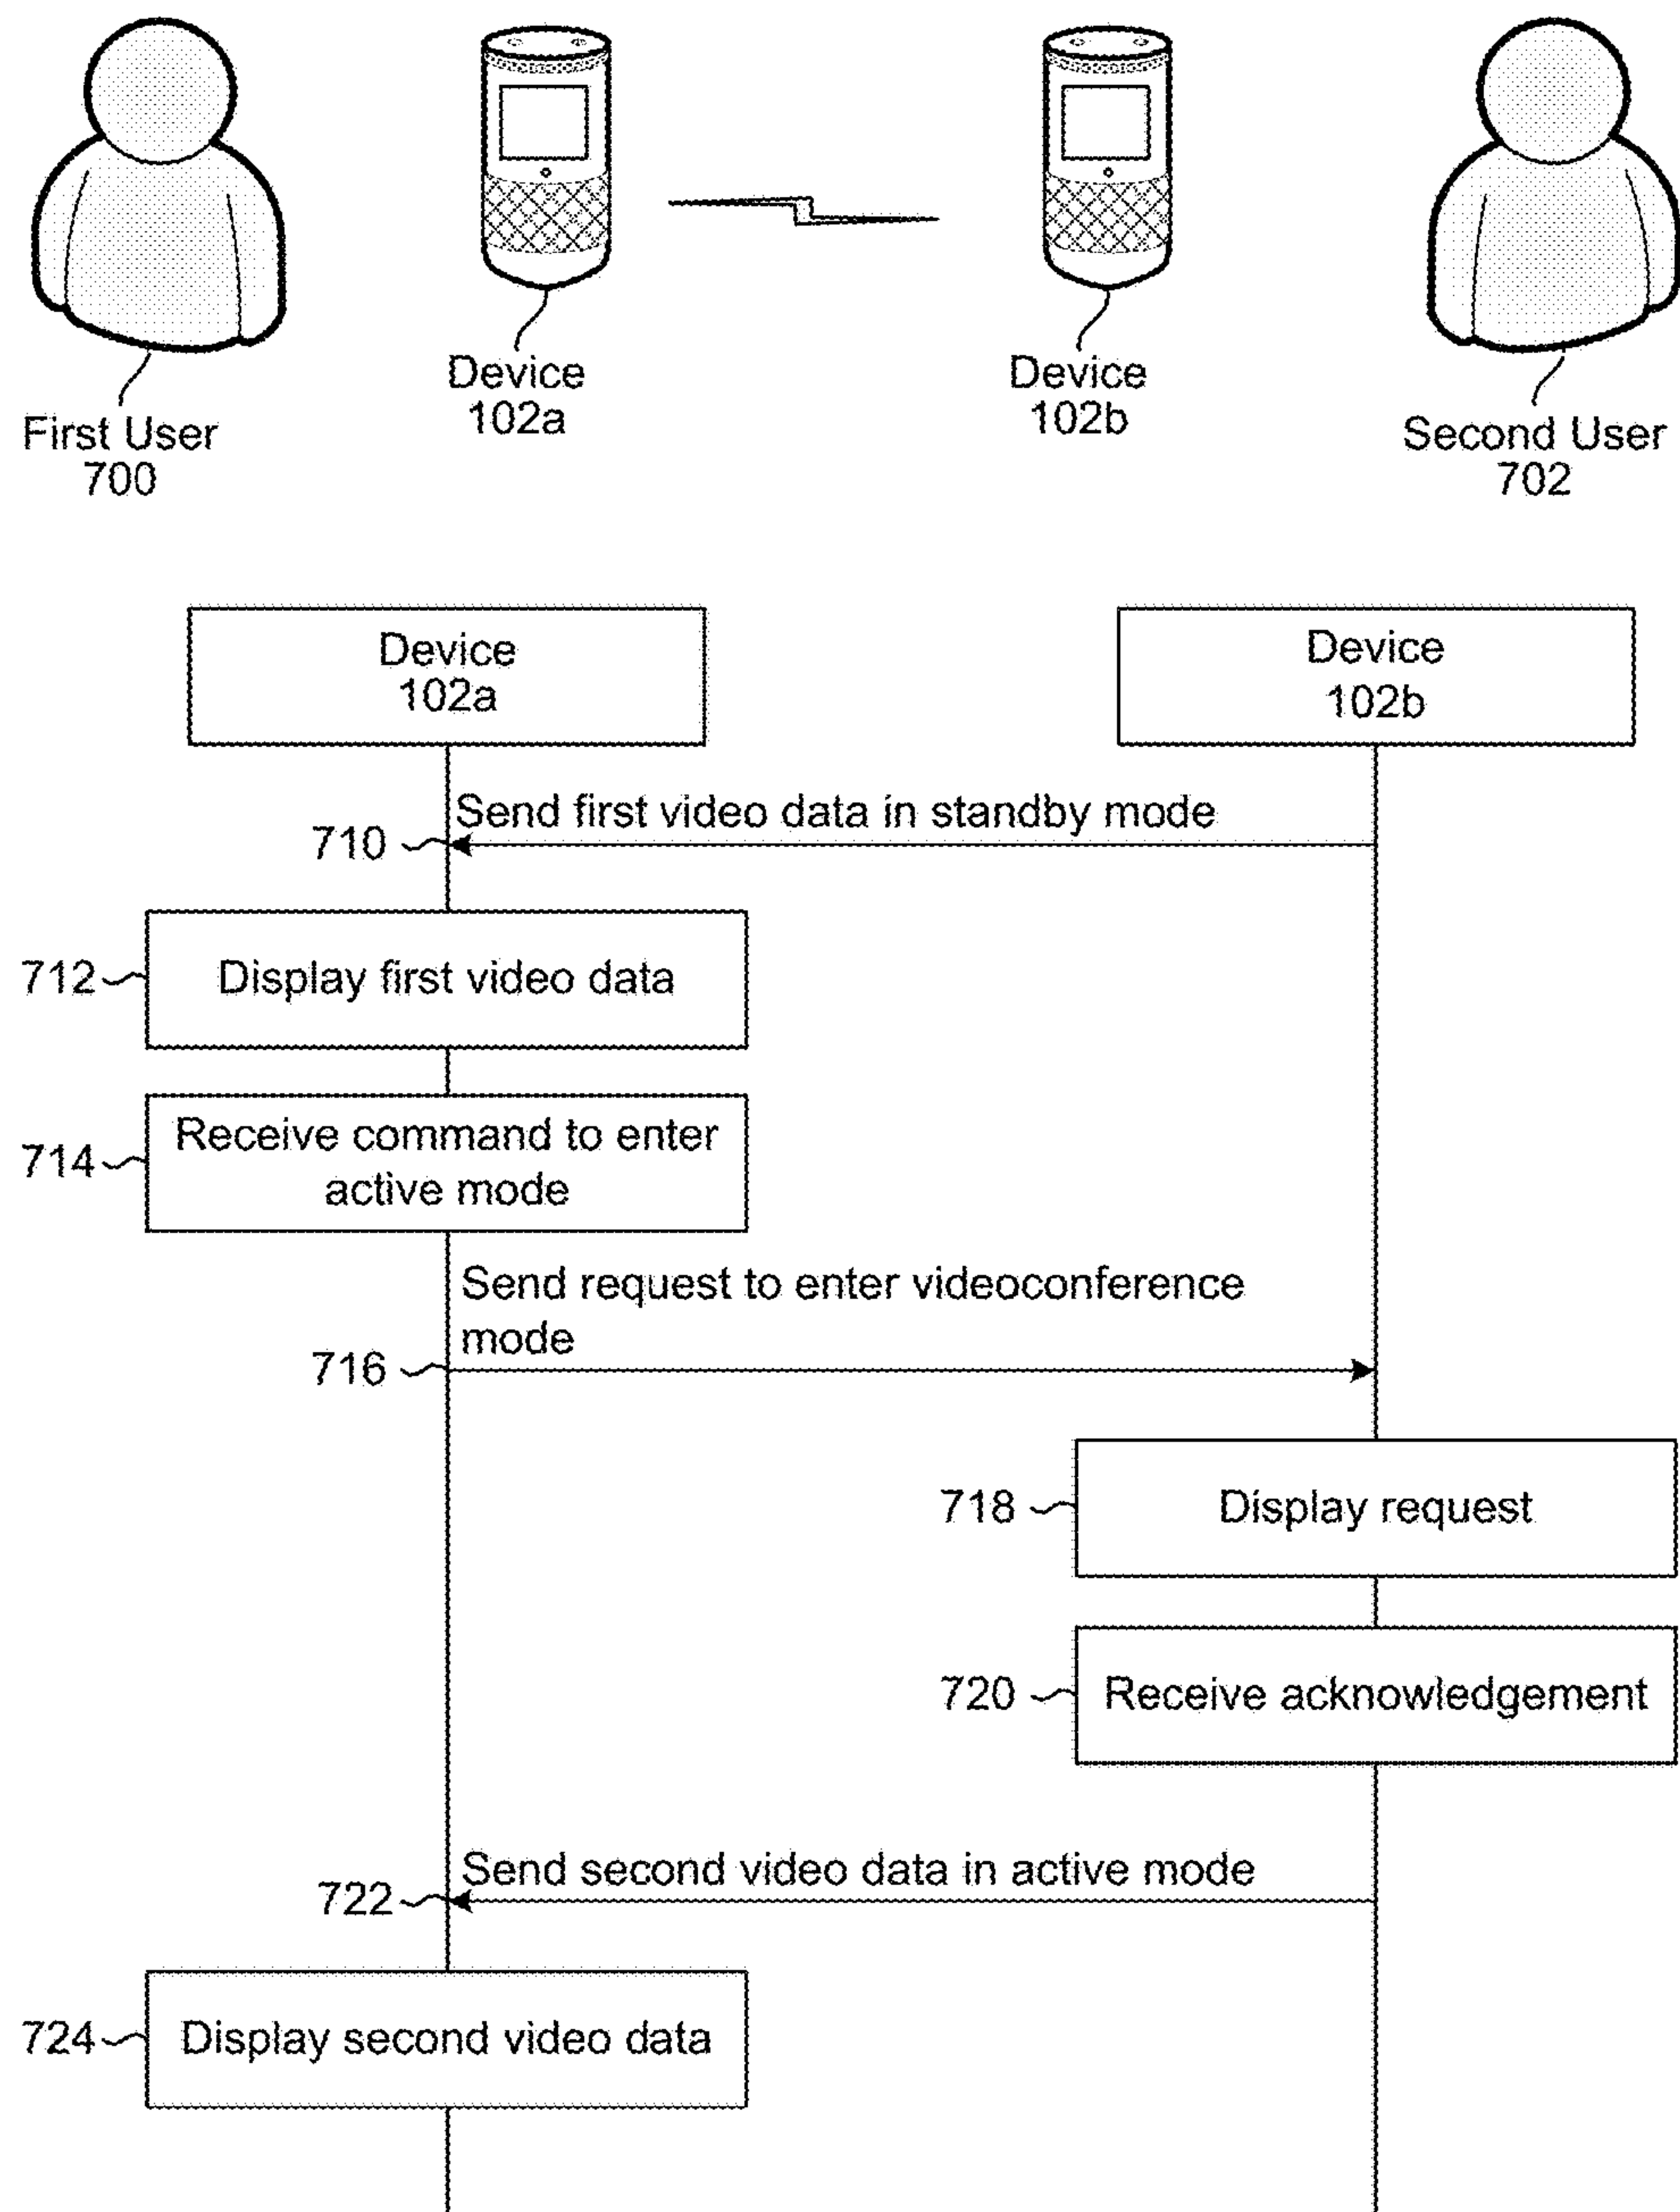 Device
102a
Device
102b
First User
700
Second User
702
Device
102a
Device
102b
Send first video data in standby mode
710
712
Display first video data
714
Receive command to enter
active mode
Send request to enter videoconference
mode
716
718
Display request
720
Receive acknowledgement
Send second video data in active mode
722
724
Display second video data